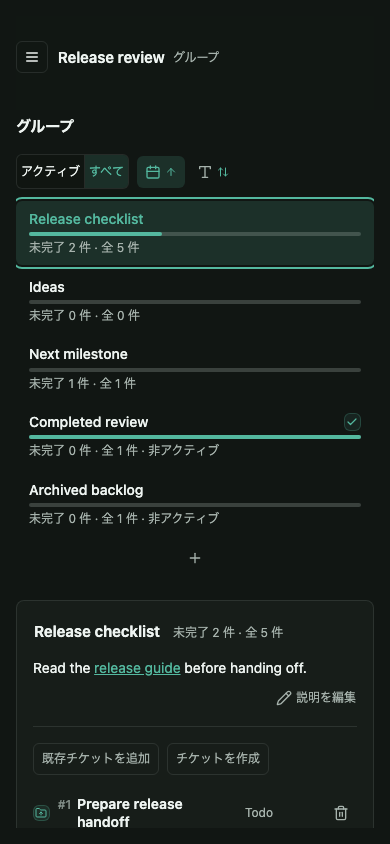 Release review グループ
グループ
アクティブ すべて
Release checklist
未完了 2 件 · 全 5 件
Ideas
未完了 0 件 · 全 0 件
Next milestone
未完了 1 件 · 全 1 件
Completed review
未完了 0 件 · 全 1 件 · 非アクティブ
Archived backlog
未完了 0 件 · 全 1 件 · 非アクティブ
Release checklist 未完了 2 件 · 全 5 件
Read the release guide before handing off.
説明を編集
既存チケットを追加 チケットを作成
#1 Prepare release Todo
handoff